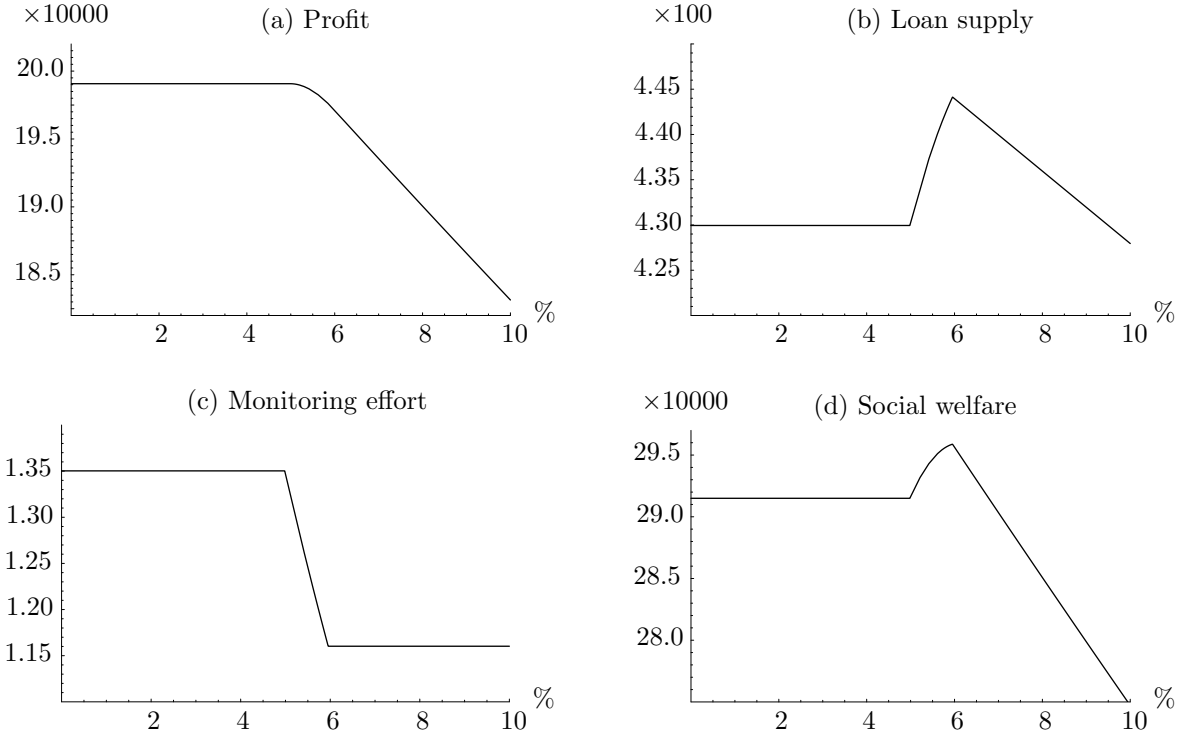 ×10000
(a) Profit
20.0
19.5
19.0
18.5
2 4 6 8 10 %
×100
(b) Loan supply
4.45
4.40
4.35
4.30
4.25
2 4 6 8 10 %
(c) Monitoring effort
1.35
1.30
1.25
1.20
1.15
2 4 6 8 10 %
×10000
(d) Social welfare
29.5
29.0
28.5
28.0
2 4 6 8 10 %